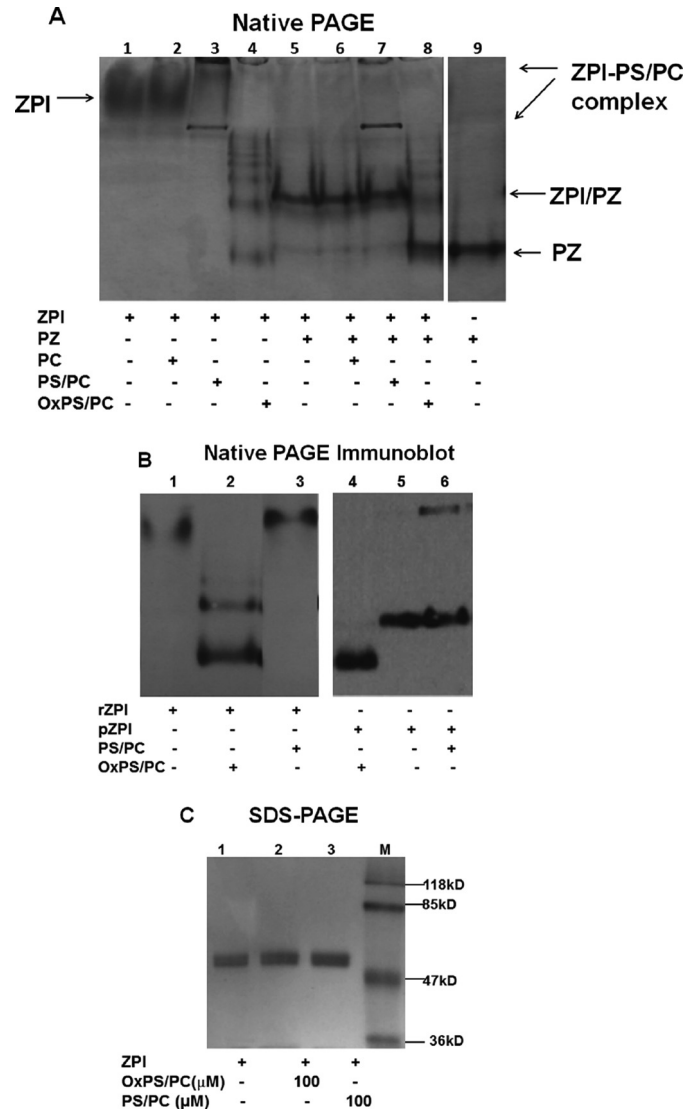 A
Native PAGE
1 2 3 4 5 6 7 8 9
ZPI
ZPI-PS/PC
complex
ZPI/PZ
PZ
ZPI + + + + + + + + -
PZ - - - - + + + + +
PC - + - - - + - - -
PS/PC - - + - - - + - -
OxPS/PC - - - + - - - + -
B
Native PAGE Immunoblot
1 2 3 4 5 6
rZPI + + + - - -
pZPI - - - + + +
PS/PC - - + - - +
OxPS/PC - + - + - -
C
SDS-PAGE
1 2 3 M
118kD
85kD
47kD
36kD
ZPI + + +
OxPS/PC(μM) - 100 -
PS/PC (μM) - - 100